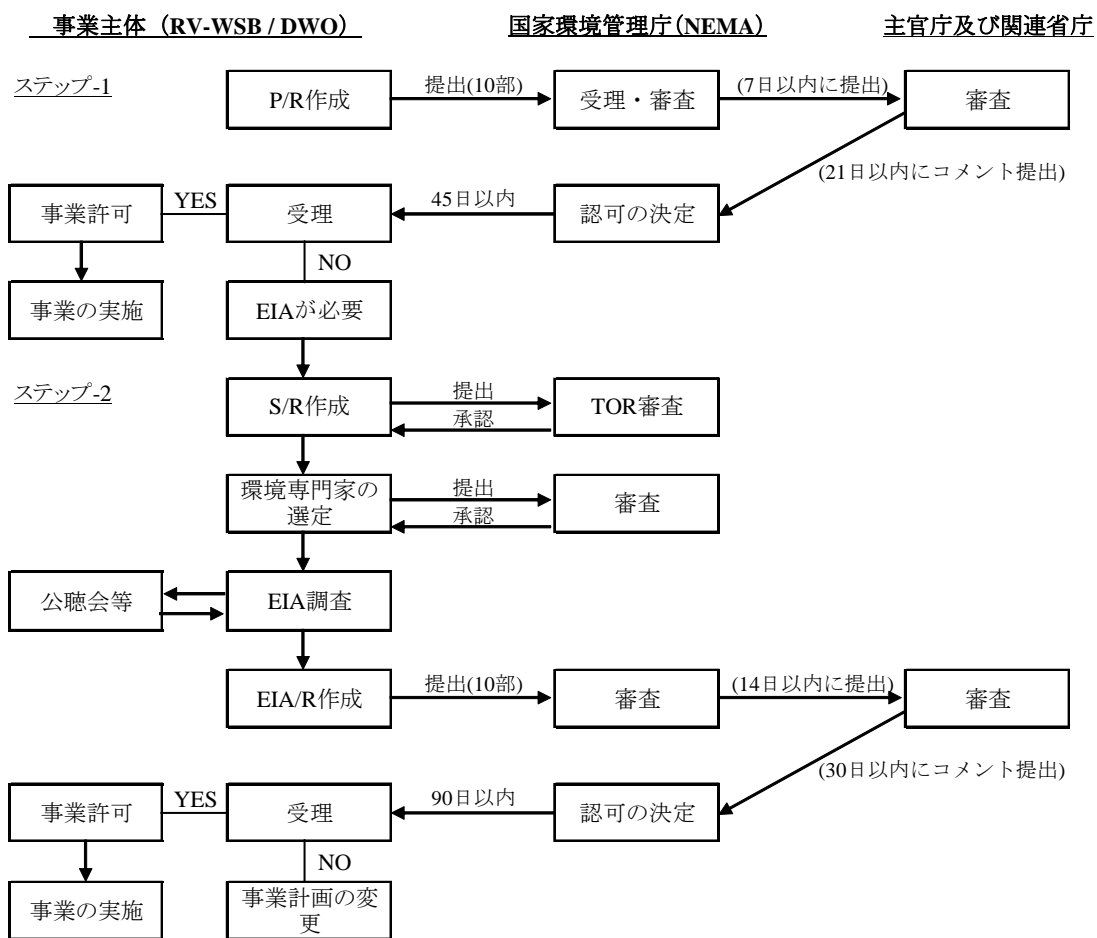 事業主体（RV-WSB / DWO）
国家環境管理庁(NEMA)
主官庁及び関連省庁
ステップ-1
P/R作成
提出(10部)
受理・審査
(7日以内に提出)
審査
(21日以内にコメント提出)
事業許可
YES
受理
45日以内
認可の決定
NO
事業の実施
EIAが必要
ステップ-2
S/R作成
提出
承認
TOR審査
環境専門家の
選定
提出
承認
審査
公聴会等
EIA調査
EIA/R作成
提出(10部)
審査
(14日以内に提出)
審査
(30日以内にコメント提出)
事業許可
YES
受理
90日以内
認可の決定
NO
事業の実施
事業計画の変
更